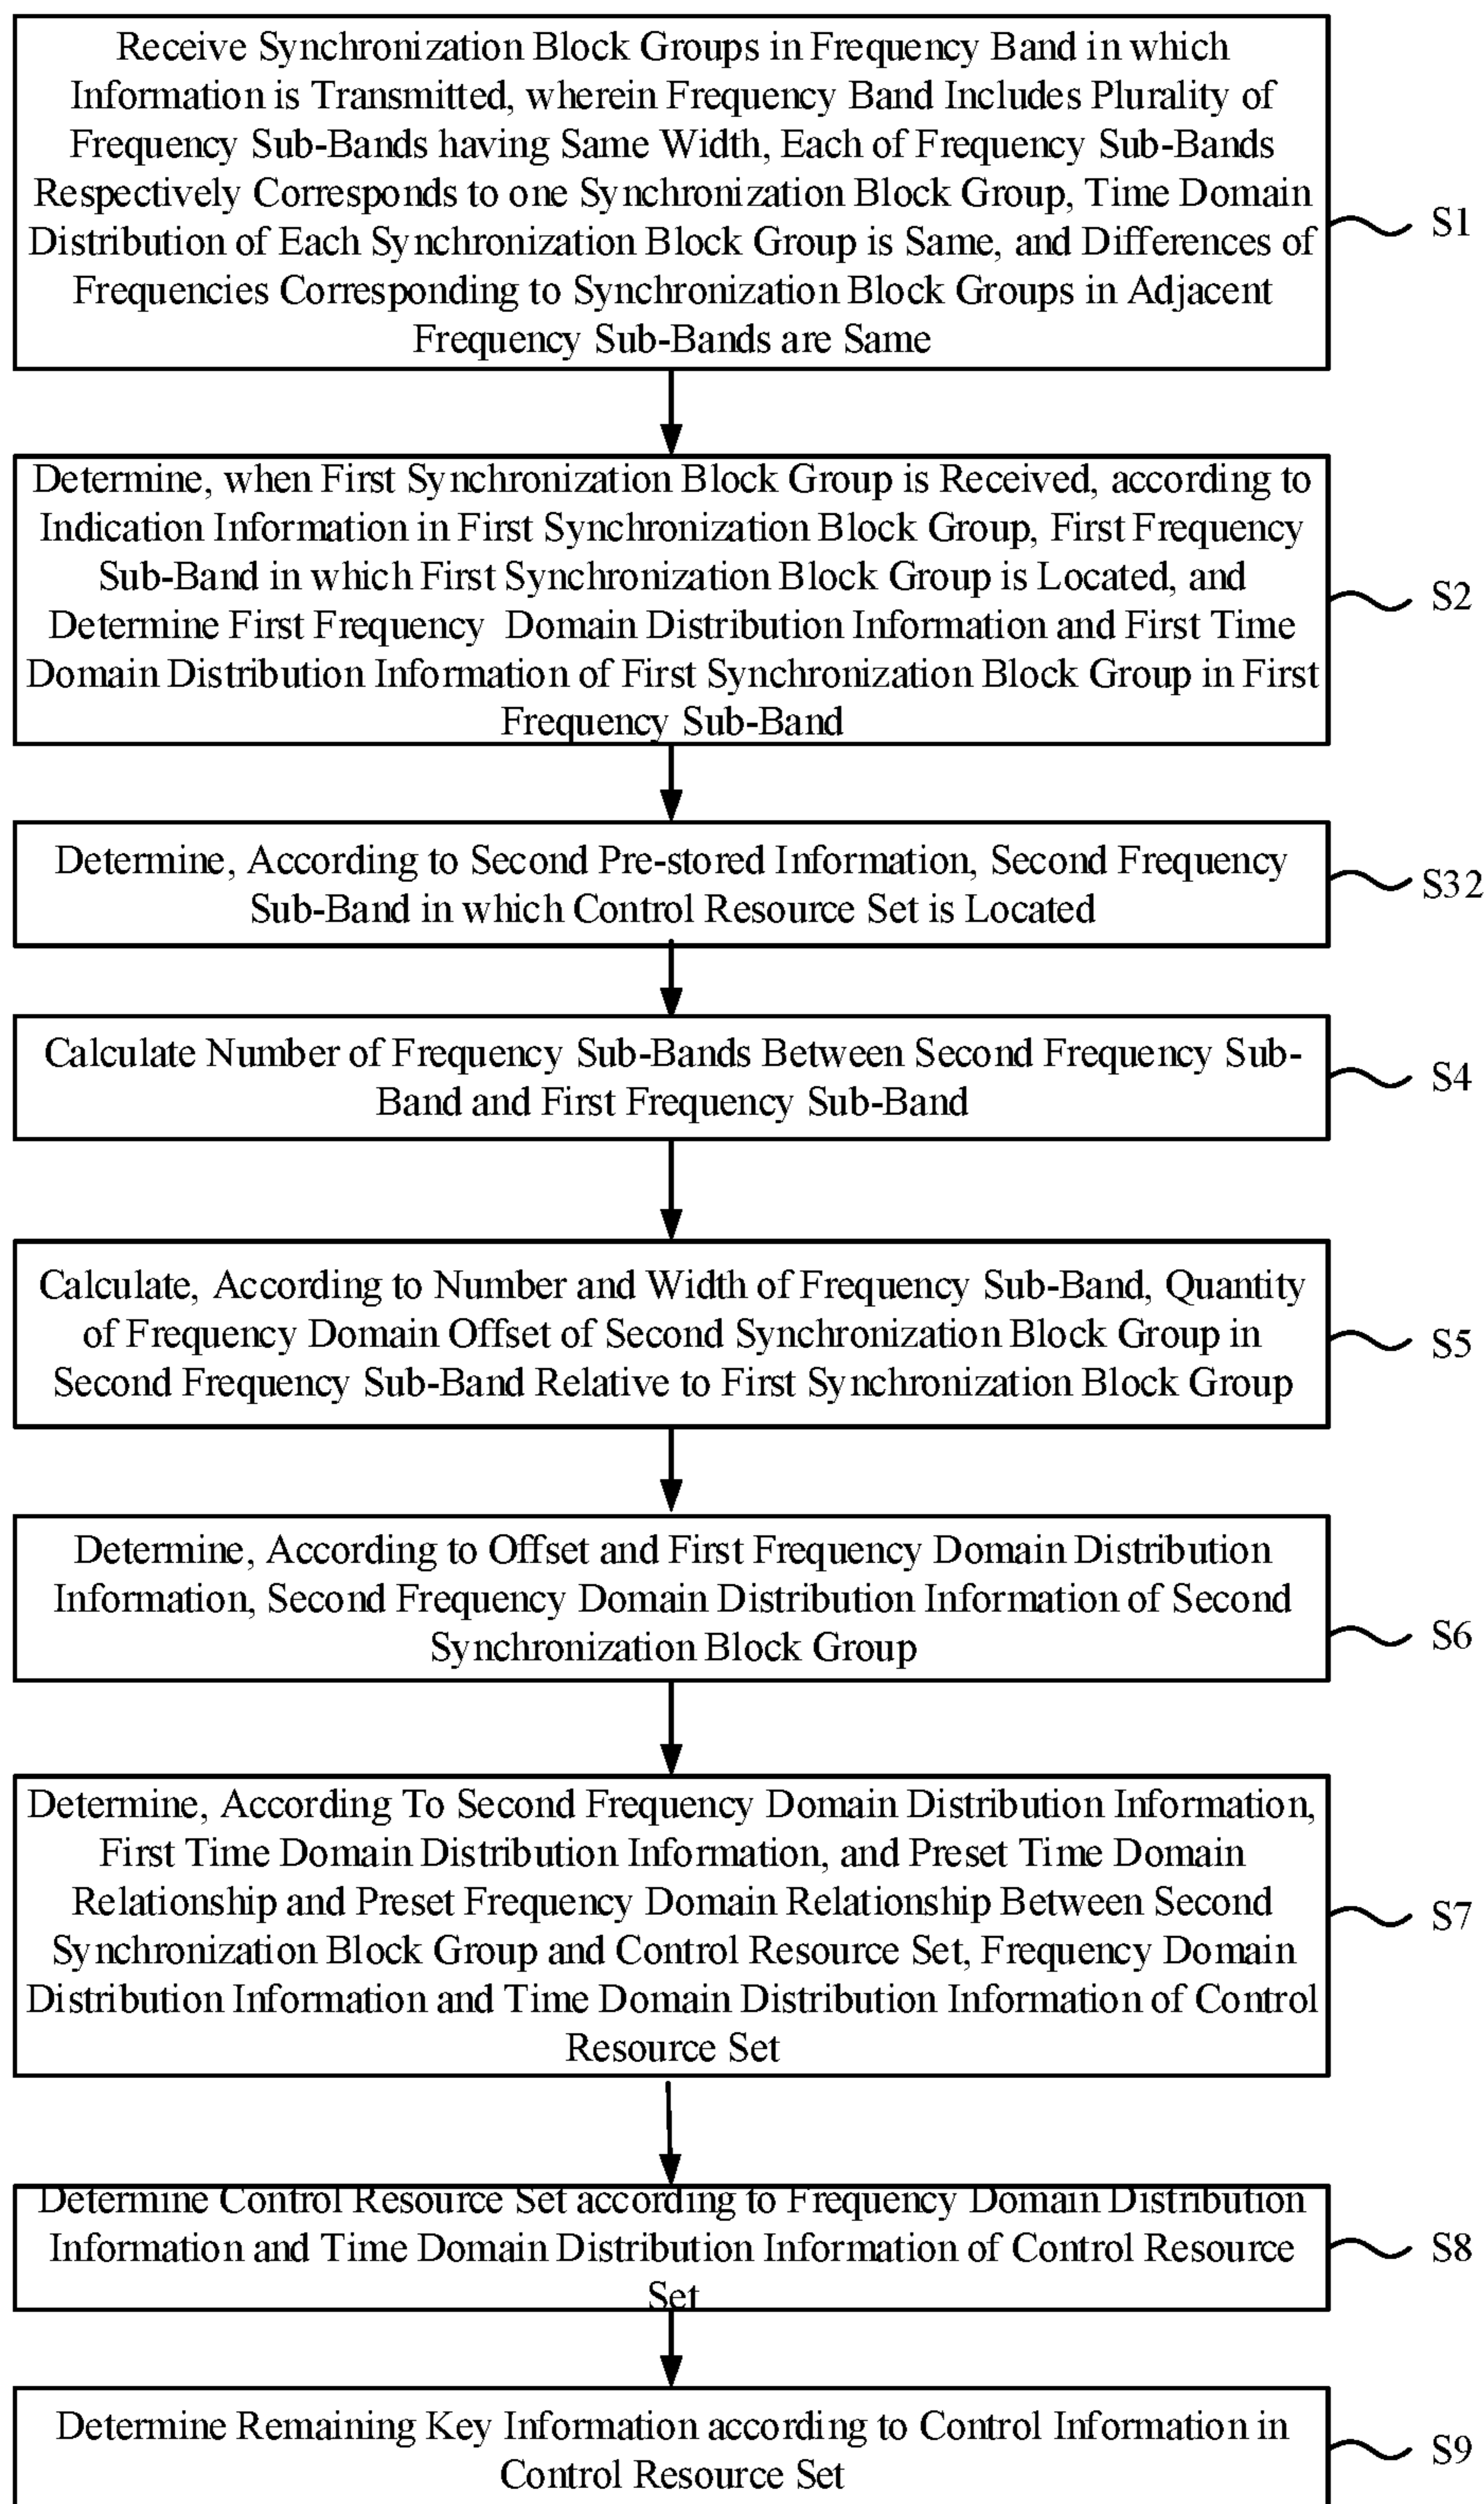 Receive Synchronization Block Groups in Frequency Band in which
Information is Transmitted, wherein Frequency Band Includes Plurality of
Frequency Sub-Bands having Same Width, Each of Frequency Sub-Bands
Respectively Corresponds to one Synchronization Block Group, Time Domain
Distribution of Each Synchronization Block Group is Same, and Differences of
Frequencies Corresponding to Synchronization Block Groups in Adjacent
Frequency Sub-Bands are Same
S1
Determine, when First Synchronization Block Group is Received, according to
Indication Information in First Synchronization Block Group, First Frequency
Sub-Band in which First Synchronization Block Group is Located, and
Determine First Frequency Domain Distribution Information and First Time
Domain Distribution Information of First Synchronization Block Group in First
Frequency Sub-Band
S2
Determine, According to Second Pre-stored Information, Second Frequency
Sub-Band in which Control Resource Set is Located
S32
Calculate Number of Frequency Sub-Bands Between Second Frequency Sub-
Band and First Frequency Sub-Band
S4
Calculate, According to Number and Width of Frequency Sub-Band, Quantity
of Frequency Domain Offset of Second Synchronization Block Group in
Second Frequency Sub-Band Relative to First Synchronization Block Group
S5
Determine, According to Offset and First Frequency Domain Distribution
Information, Second Frequency Domain Distribution Information of Second
Synchronization Block Group
S6
Determine, According To Second Frequency Domain Distribution Information,
First Time Domain Distribution Information, and Preset Time Domain
Relationship and Preset Frequency Domain Relationship Between Second
Synchronization Block Group and Control Resource Set, Frequency Domain
Distribution Information and Time Domain Distribution Information of Control
Resource Set
S7
Determine Control Resource Set according to Frequency Domain Distribution
Information and Time Domain Distribution Information of Control Resource
Set
S8
Determine Remaining Key Information according to Control Information in
Control Resource Set
S9